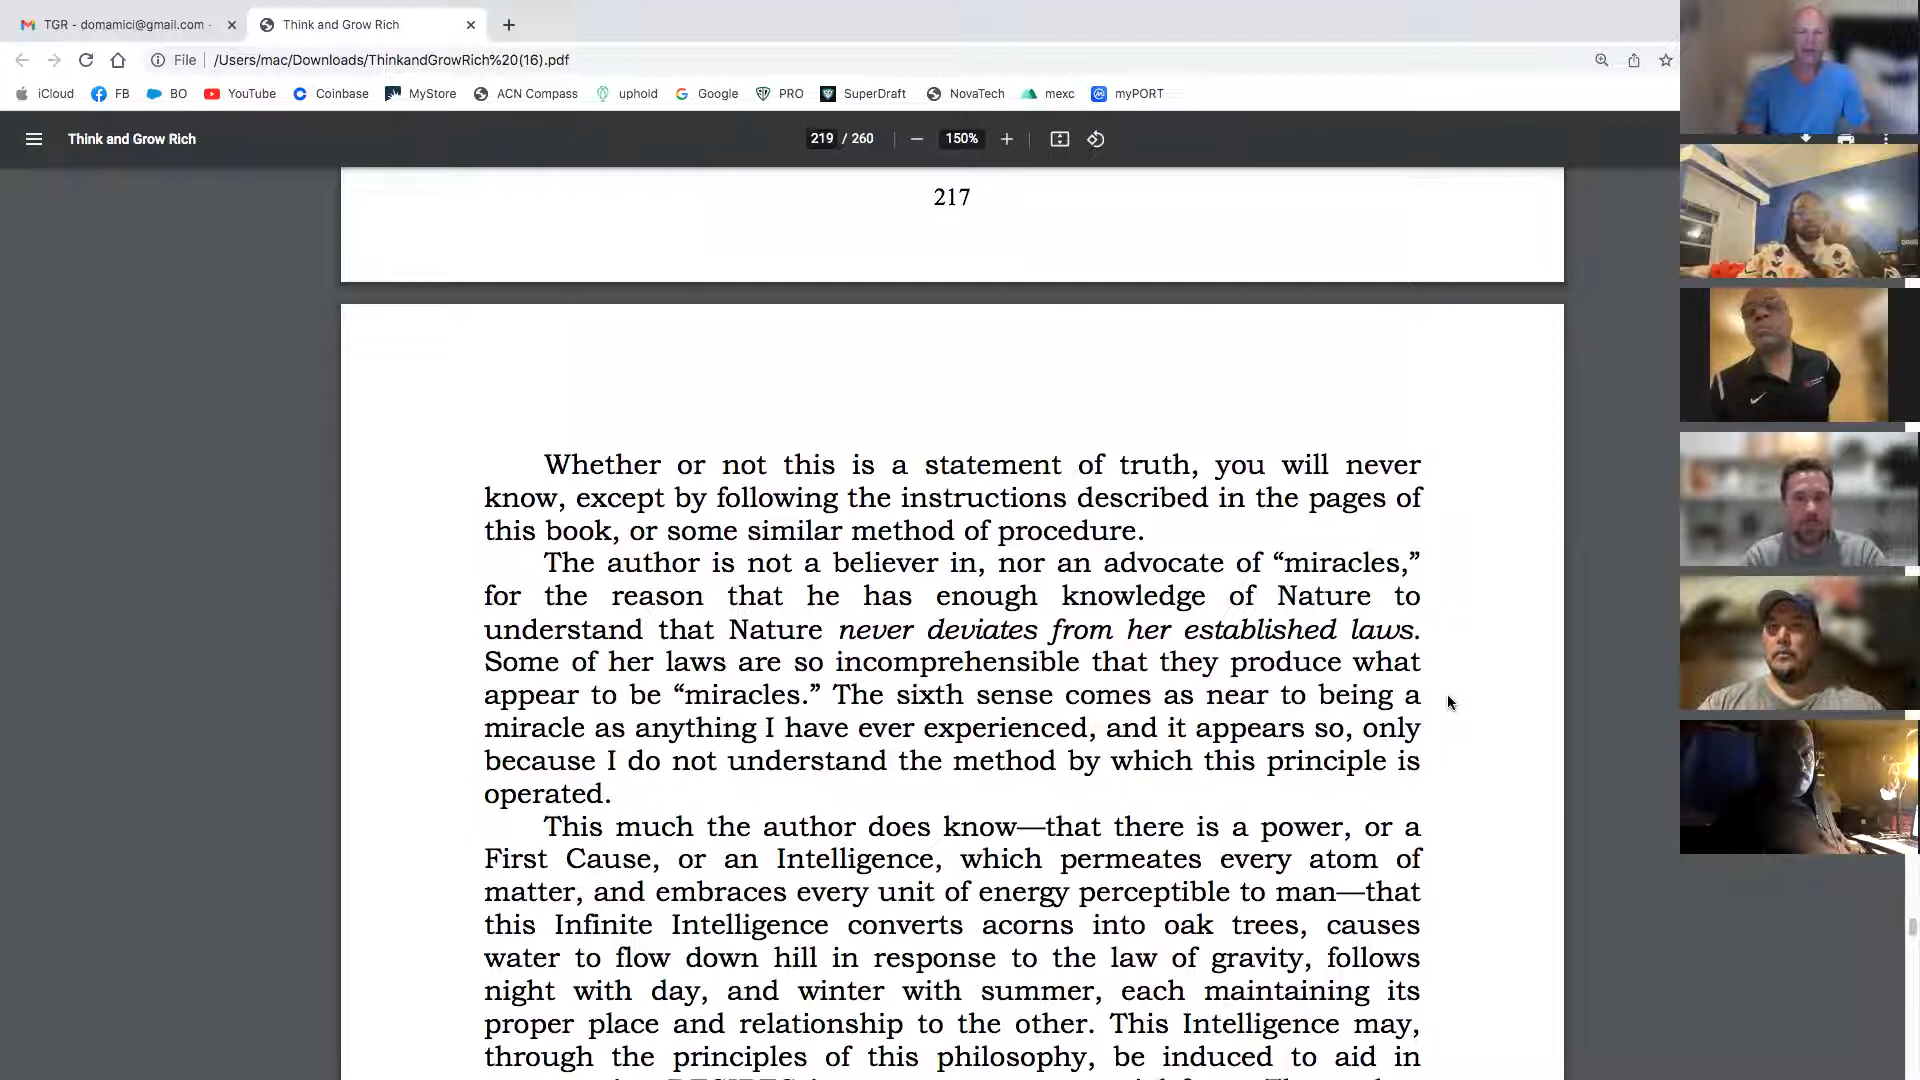 TGR - domamici@gmail.com -
Think and Grow Rich
File
/Users/mac/Downloads/ThinkandGrowRich%20(16).pdf
iCloud
FB
BO
YouTube
Coinbase
MyStore
ACN Compass
uphold
Google
PRO
SuperDraft
NovaTech
mexc
myPORT
Think and Grow Rich
219 / 260
150%
217
Whether or not this is a statement of truth, you will never
know, except by following the instructions described in the pages of
this book, or some similar method of procedure.
The author is not a believer in, nor an advocate of “miracles,”
for the reason that he has enough knowledge of Nature to
understand that Nature never deviates from her established laws.
Some of her laws are so incomprehensible that they produce what
appear to be “miracles.” The sixth sense comes as near to being a
miracle as anything I have ever experienced, and it appears so, only
because I do not understand the method by which this principle is
operated.
This much the author does know—that there is a power, or a
First Cause, or an Intelligence, which permeates every atom of
matter, and embraces every unit of energy perceptible to man—that
this Infinite Intelligence converts acorns into oak trees, causes
water to flow down hill in response to the law of gravity, follows
night with day, and winter with summer, each maintaining its
proper place and relationship to the other. This Intelligence may,
through the principles of this philosophy, be induced to aid in